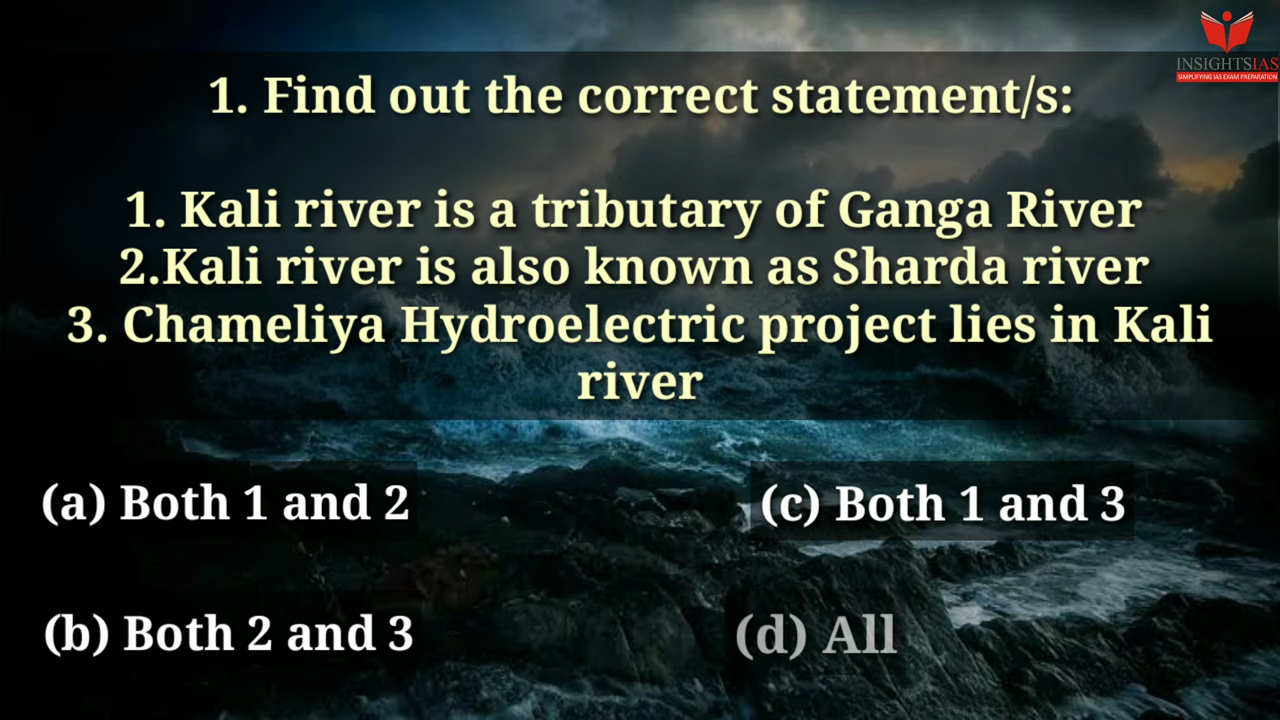 INSIGHTSIAS
SIMPLIFYING IAS EXAM PREPARATION
1. Find out the correct statement/s:
1. Kali river is a tributary of Ganga River
2.Kali river is also known as Sharda river
3. Chameliya Hydroelectric project lies in Kali
river
(a) Both 1 and 2
(c) Both 1 and 3
(b) Both 2 and 3
(d) All